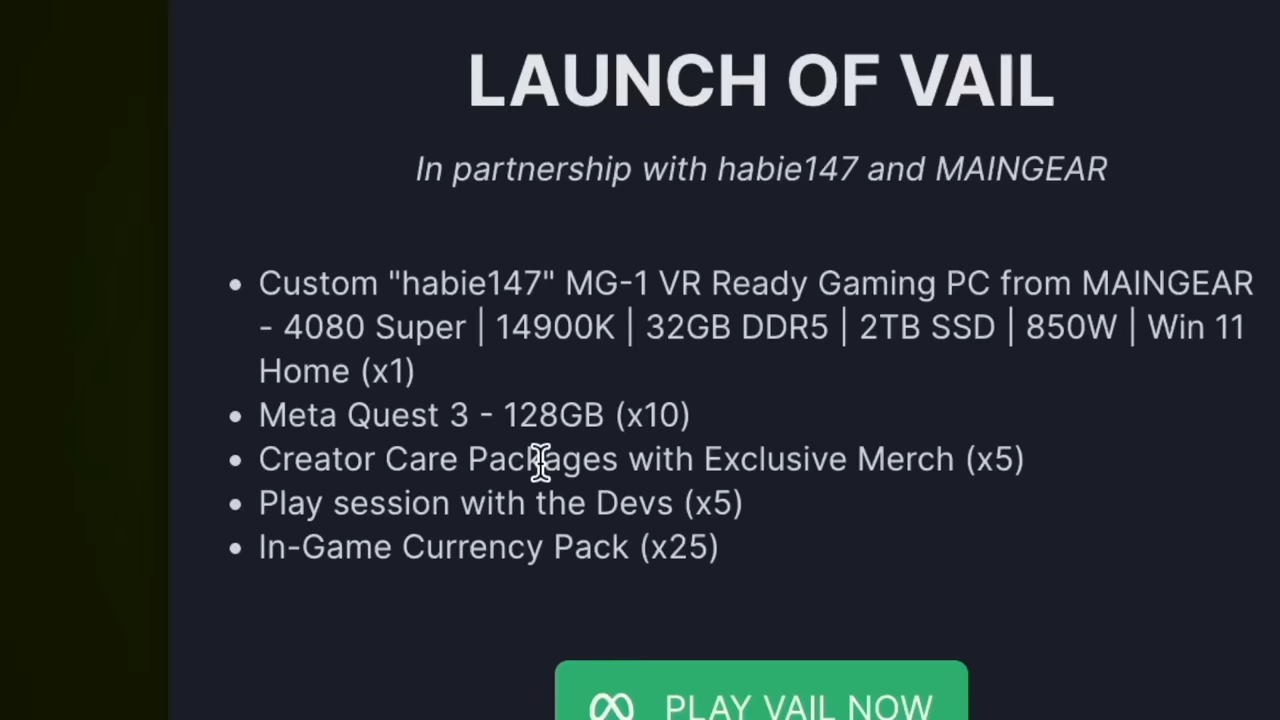 LAUNCH OF VAIL
In partnership with habie147 and MAINGEAR
• Custom "habie147" MG-1 VR Ready Gaming PC from MAINGEAR
- 4080 Super | 14900K | 32GB DDR5 | 2TB SSD | 850W | Win 11
Home (x1)
• Meta Quest 3 - 128GB (x10)
• Creator Care Packages with Exclusive Merch (x5)
• Play session with the Devs (x5)
• In-Game Currency Pack (x25)
PLAY VAIL NOW